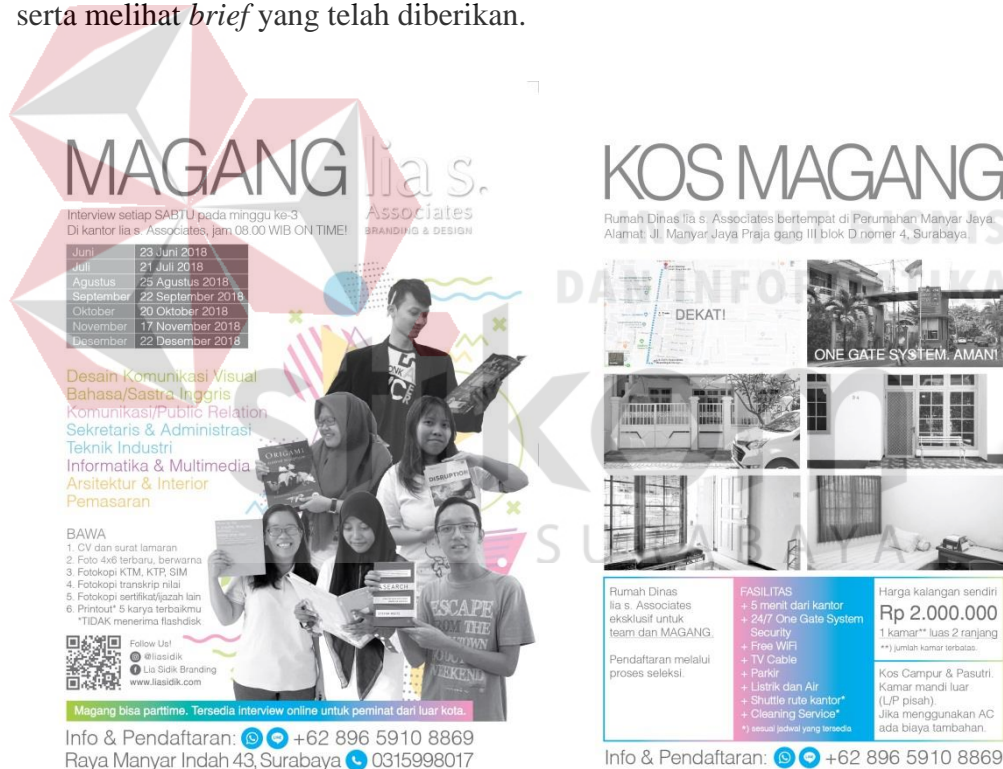 serta melihat brief yang telah diberikan.
MAGANG
lia s.
Associates
BRANDING & DESIGN
Interview setiap SABTU pada minggu ke-3
Di kantor lia s. Associates, jam 08.00 WIB ON TIME!
Juni 23 Juni 2018
Juli 21 Juli 2018
Agustus 25 Agustus 2018
September 22 September 2018
Oktober 20 Oktober 2018
November 17 November 2018
Desember 22 Desember 2018
Desain Komunikasi Visual
Bahasa/Sastra Inggris
Komunikasi/Public Relation
Sekretaris & Administrasi
Teknik Industri
Informatika & Multimedia
Arsitektur & Interior
Pemasaran
BAWA
1. CV dan surat lamaran
2. Foto 4x6 terbaru, berwarna
3. Fotokopi KTM, KTP, SIM
4. Fotokopi transkrip nilai
5. Fotokopi sertifikat/ijazah lain
6. Printout* 5 karya terbaikmu
*TIDAK menerima flashdisk
Follow Us!
@liasidik
Lia Sidik Branding
www.liasidik.com
ORIGAMI
DISRUPTION
SEARCH
ESCAPE
FROM THE
WEEKEND
Magang bisa parttime. Tersedia interview online untuk peminat dari luar kota.
Info & Pendaftaran: +62 896 5910 8869
Raya Manyar Indah 43, Surabaya 0315998017
KOS MAGANG
Rumah Dinas lia s. Associates bertempat di Perumahan Manyar Jaya
Alamat: Jl. Manyar Jaya Praja gang III blok D nomer 4, Surabaya.
DEKAT!
ONE GATE SYSTEM. AMAN!
Rumah Dinas
lia s. Associates
eksklusif untuk
team dan MAGANG.
Pendaftaran melalui
proses seleksi.
FASILITAS
+ 5 menit dari kantor
+ 24/7 One Gate System
Security
+ Free WiFi
+ TV Cable
+ Parkir
+ Listrik dan Air
+ Shuttle rute kantor*
+ Cleaning Service*
*) sesuai jadwal yang tersedia
Harga kalangan sendiri
Rp 2.000.000
1 kamar** luas 2 ranjang
**) jumlah kamar terbatas.
Kos Campur & Pasutri.
Kamar mandi luar
(L/P pisah).
Jika menggunakan AC
ada biaya tambahan.
Info & Pendaftaran: +62 896 5910 8869
stikom
SURABAYA